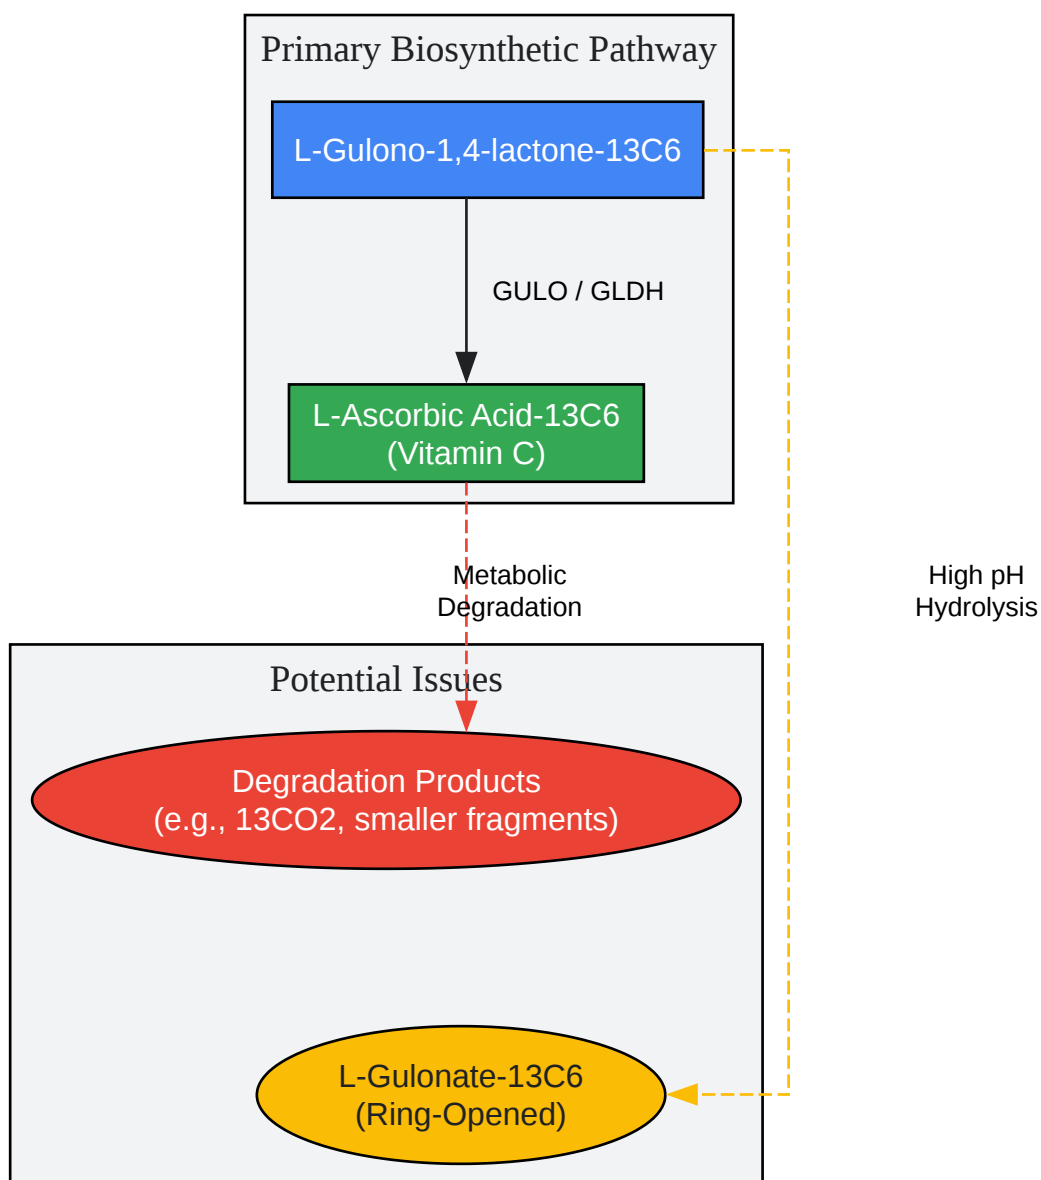 Primary Biosynthetic Pathway
L-Gulono-1,4-lactone-13C6
GULO / GLDH
L-Ascorbic Acid-13C6
(Vitamin C)
Metabolic
Degradation
High pH
Hydrolysis
Potential Issues
Degradation Products
(e.g., 13CO2, smaller fragments)
L-Gulonate-13C6
(Ring-Opened)